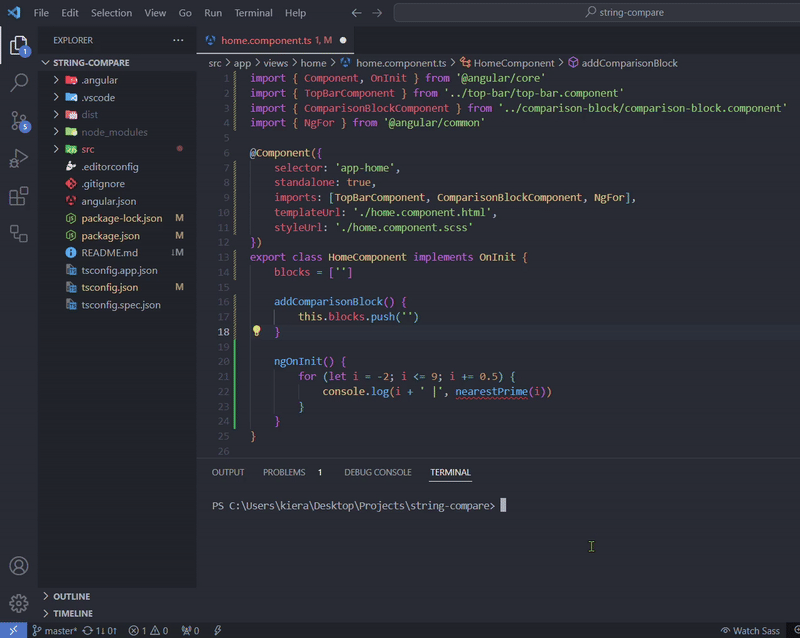 File Edit Selection View Go Run Terminal Help
string-compare
EXPLORER
home.component.ts 1, M
STRING-COMPARE
src > app > views > home > home.component.ts > HomeComponent > addComparisonBlock
.angular
.vscode
dist
node_modules
src
.editorconfig
.gitignore
angular.json
package-lock.json M
package.json M
README.md ↓M
tsconfig.app.json
tsconfig.json M
tsconfig.spec.json
1 import { Component, OnInit } from '@angular/core'
2 import { TopBarComponent } from '../top-bar/top-bar.component'
3 import { ComparisonBlockComponent } from '../comparison-block/comparison-block.component'
4 import { NgFor } from '@angular/common'
5
6 @Component({
7 selector: 'app-home',
8 standalone: true,
9 imports: [TopBarComponent, ComparisonBlockComponent, NgFor],
10 templateUrl: './home.component.html',
11 styleUrl: './home.component.scss'
12 })
13 export class HomeComponent implements OnInit {
14 blocks = ['']
15
16 addComparisonBlock() {
17 this.blocks.push('')
18 }
19
20 ngOnInit() {
21 for (let i = -2; i <= 9; i += 0.5) {
22 console.log(i + ' |', nearestPrime(i))
23 }
24 }
25 }
26
OUTPUT PROBLEMS 1 DEBUG CONSOLE TERMINAL
PS C:\Users\kiera\Desktop\Projects\string-compare>
1
5
OUTLINE
TIMELINE
master* 1↓ 0↑ 1 0 0 Watch Sass